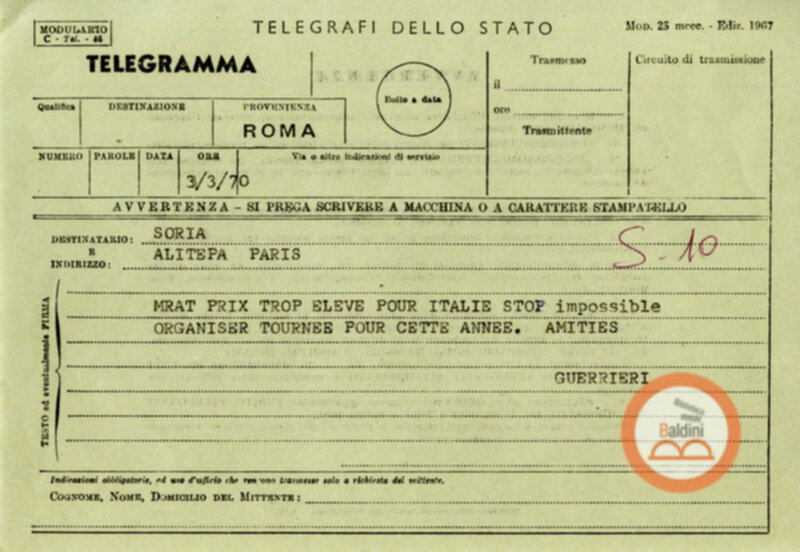 MODULARIO
C - Tel. - 46
TELEGRAFI DELLO STATO
MOD. 25 mecc. - Ediz. 1967
TELEGRAMMA
Bollo a data
Trasmesso
il
ore
Trasmittente
Circuito di trasmissione
Qualifica
DESTINAZIONE
PROVENIENZA
ROMA
NUMERO
PAROLE
DATA
ORE
Via o altre indicazioni di servizio
3/3/70
AVVERTENZA - SI PREGA SCRIVERE A MACCHINA O A CARATTERE STAMPATELLO
DESTINATARIO:
E
INDIRIZZO:
SORIA
ALITEPA PARIS
S-10
TESTO ed eventualmente FIRMA
MRAT PRIX TROP ELEVE POUR ITALIE STOP impossible
ORGANISER TOURNEE POUR CETTE ANNEE. AMITIES
GUERRIERI
Biblioteca
statale
Baldini
Indicazioni obbligatorie, ad uso d'ufficio che verranno trasmesse solo a richiesta del mittente.
COGNOME, NOME, DOMICILIO DEL MITTENTE: